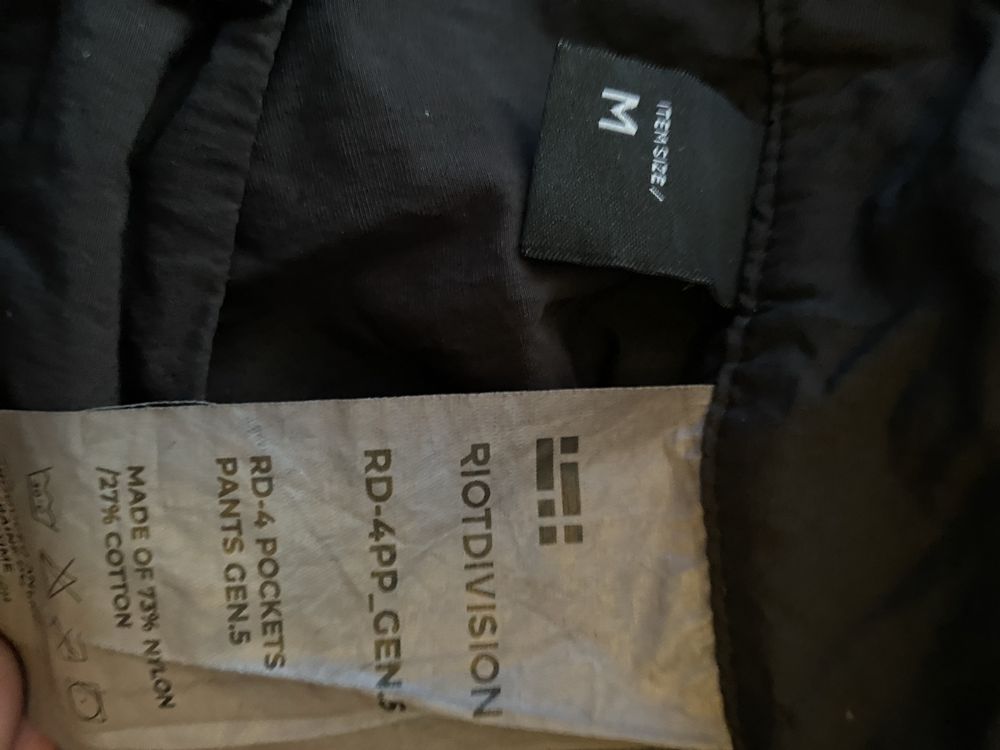 ITEM SIZE /
M
RIOTDIVISION
RD-4PP_GEN.5
RD-4 POCKETS
PANTS GEN.5
MADE OF 73% NYLON
/27% COTTON